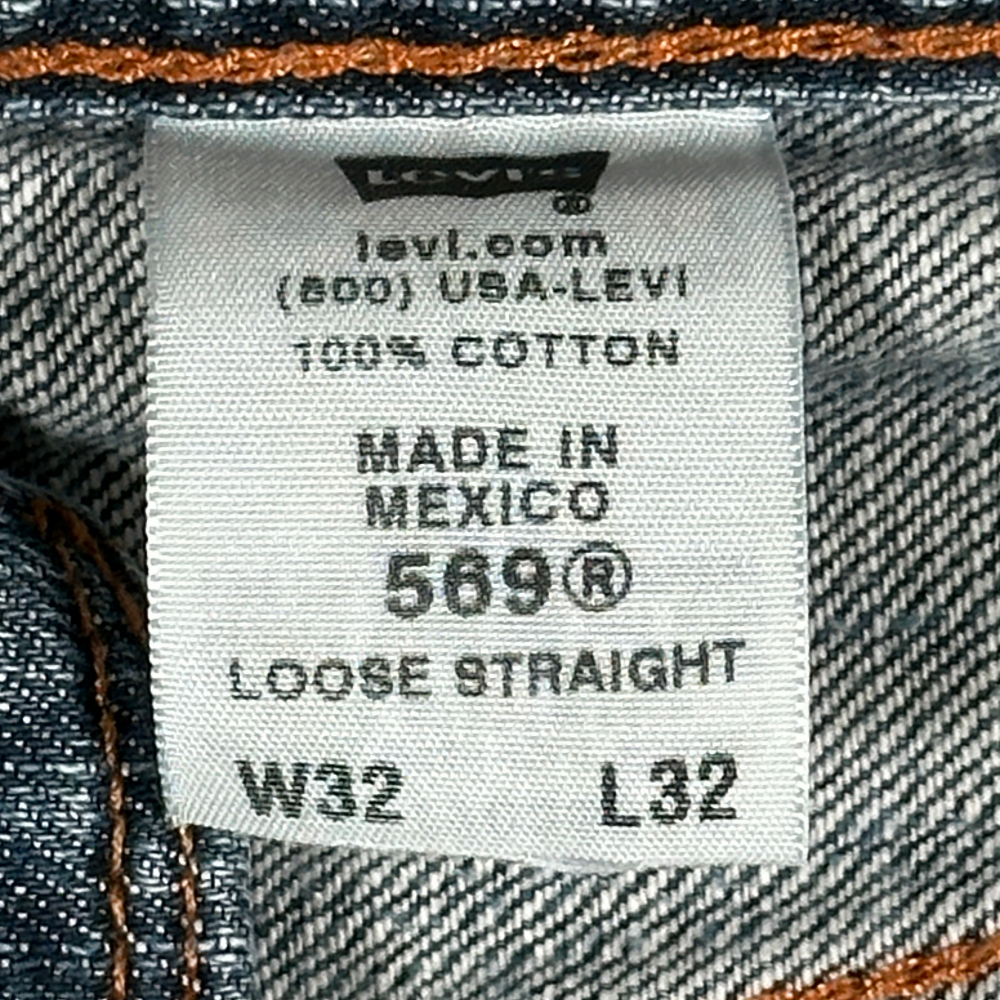 Levi's
®
levi.com
(800) USA-LEVI
100% COTTON
MADE IN
MEXICO
569®
LOOSE STRAIGHT
W32 L32